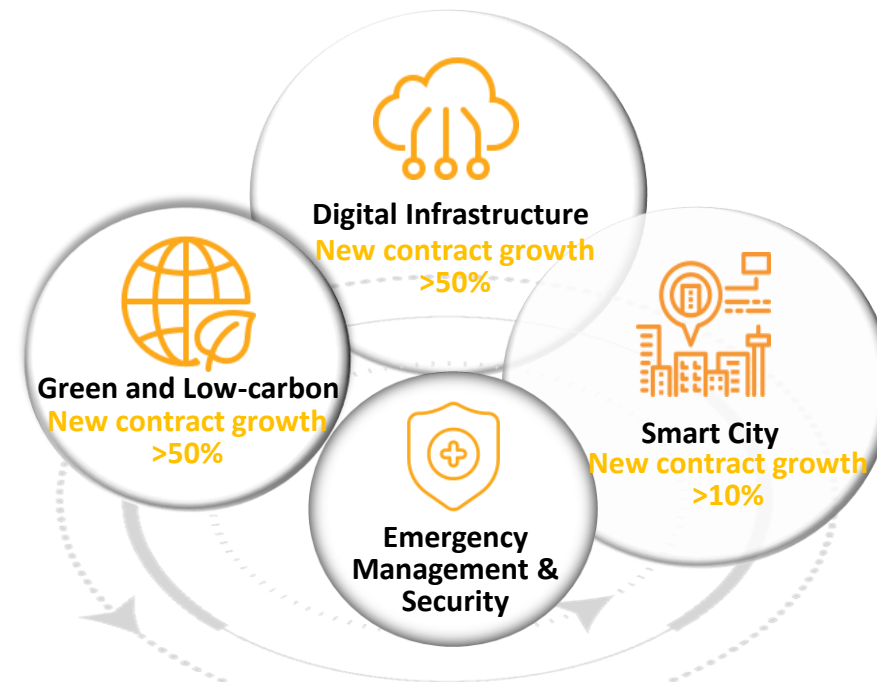 Digital Infrastructure
New contract growth
>50%
Green and Low-carbon
New contract growth
>50%
Smart City
New contract growth
>10%
Emergency
Management &
Security